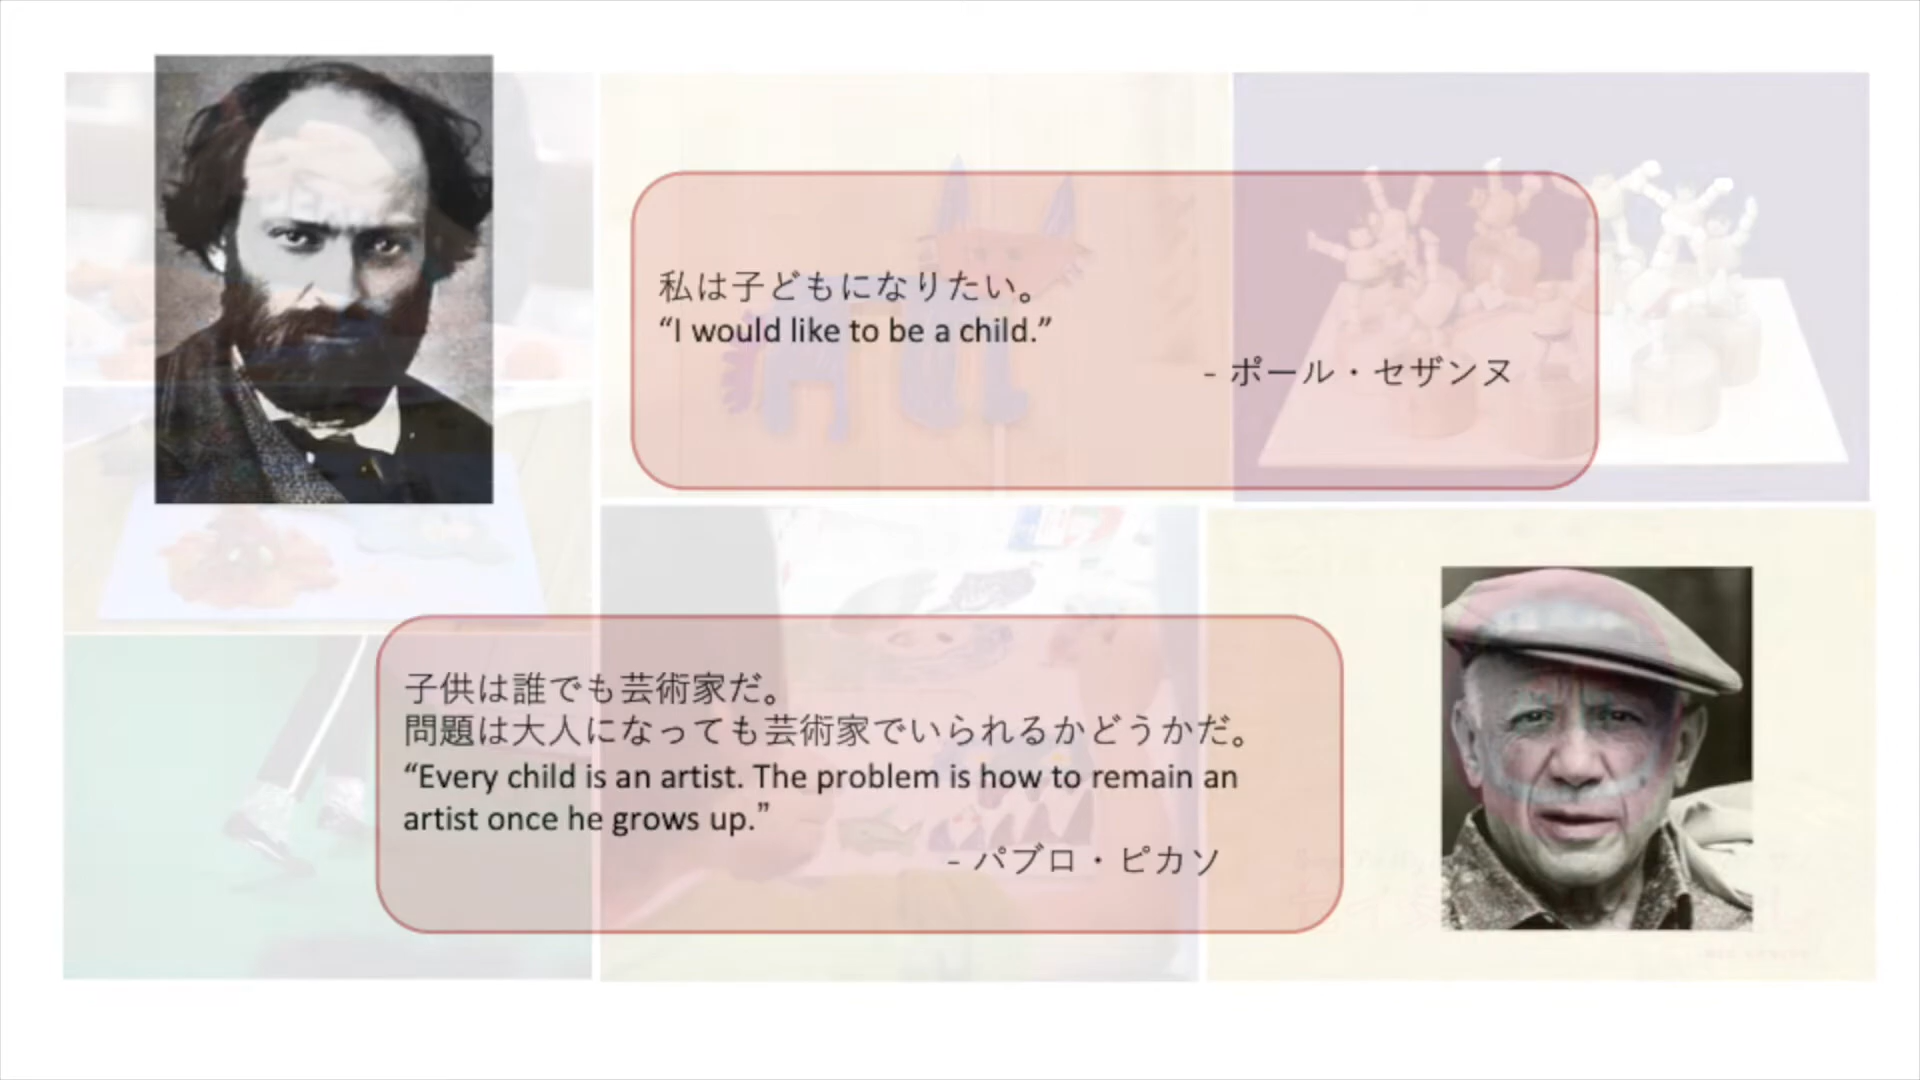 私は子どもになりたい。
“I would like to be a child.”
- ポール・セザンヌ
子供は誰でも芸術家だ。
問題は大人になっても芸術家でいられるかどうかだ。
“Every child is an artist. The problem is how to remain an
artist once he grows up.”
- パブロ・ピカソ